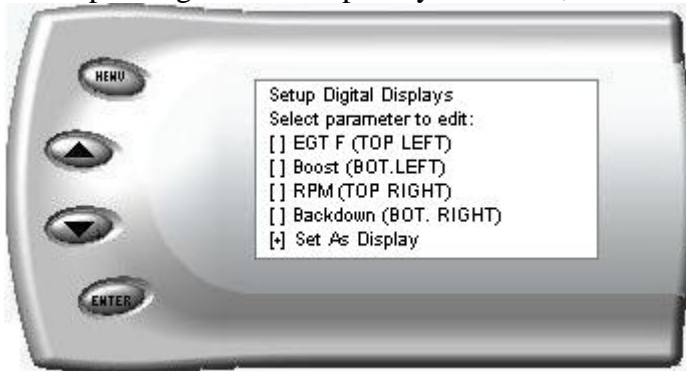 MENU
Setup Digital Displays
Select parameter to edit:
[ ] EGT F (TOP LEFT)
[ ] Boost (BOT.LEFT)
[ ] RPM (TOP RIGHT)
[ ] Backdown (BOT. RIGHT)
[+] Set As Display
ENTER